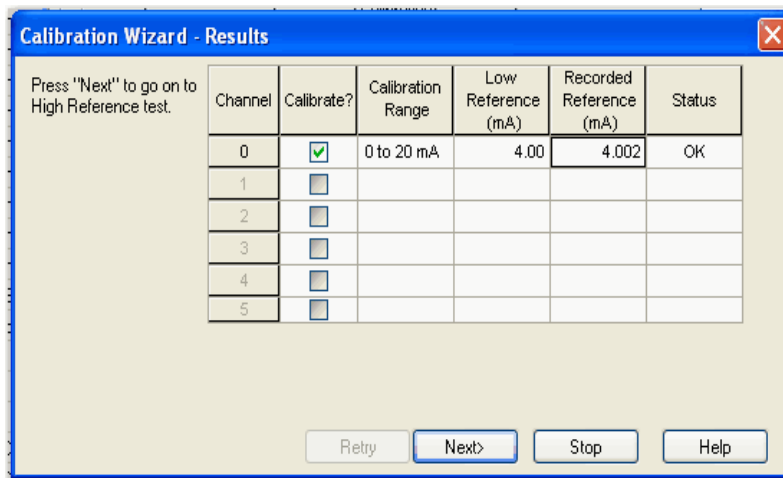 Calibration Wizard - Results
Press "Next" to go on to
High Reference test.
Channel Calibrate? Calibration Range Low Reference (mA) Recorded Reference (mA) Status
0 0 to 20 mA 4.00 4.002 OK
1
2
3
4
5
Retry Next> Stop Help